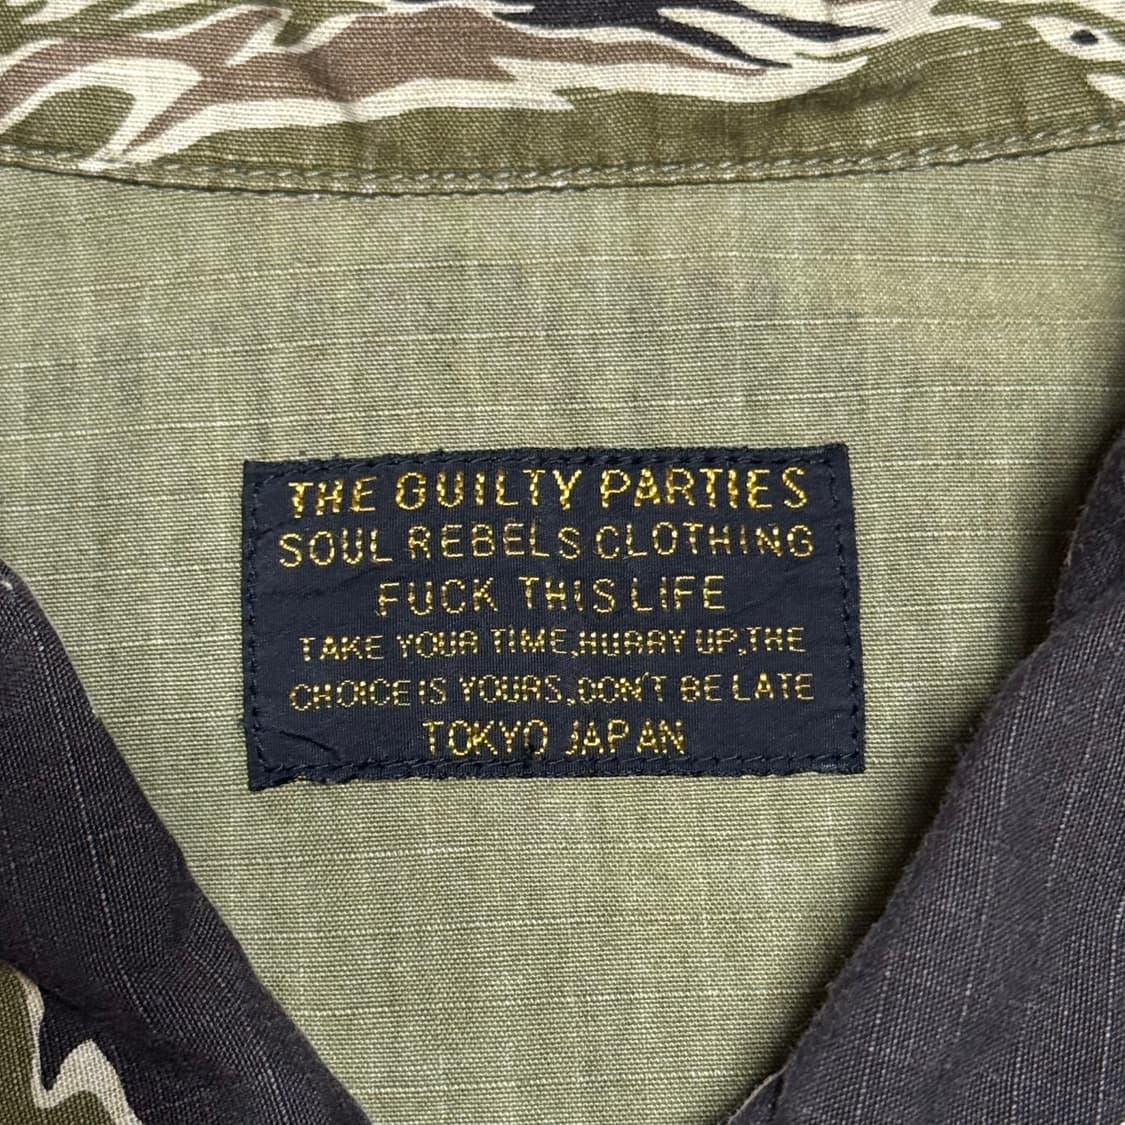 THE GUILTY PARTIES
SOUL REBELS CLOTHING
FUCK THIS LIFE
TAKE YOUR TIME,HURRY UP,THE
CHOICE IS YOURS,DON'T BE LATE
TOKYO JAPAN